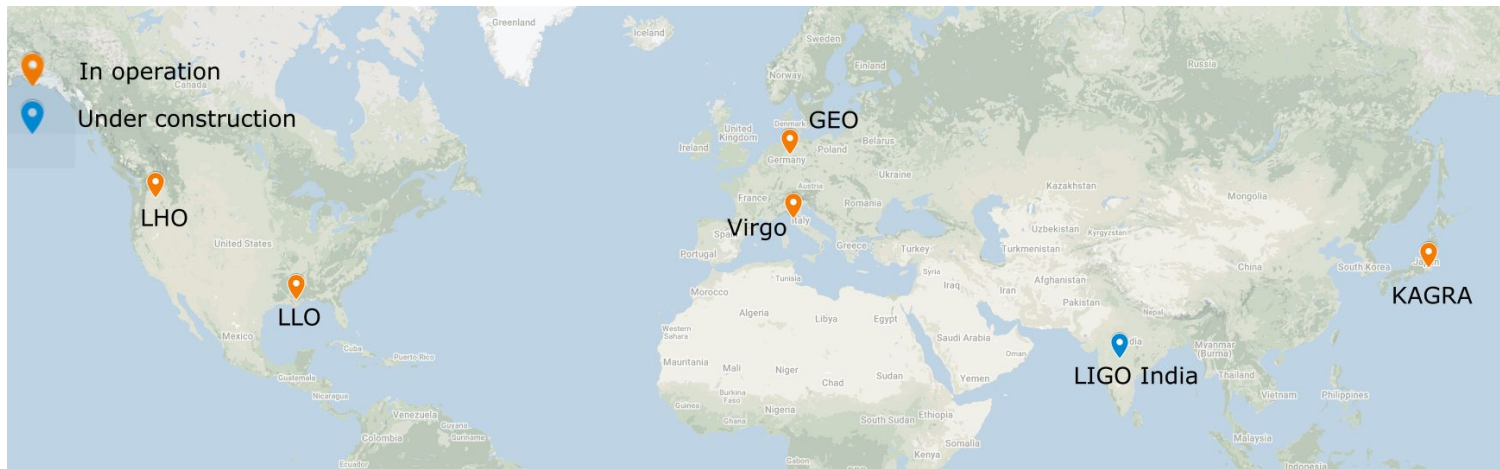 Greenland
Iceland
Sweden
In operation
Canada
Norway
Finland
Russia
Under construction
GEO
Denmark
United
Kingdom
Ireland
Belarus
Poland
Germany
Ukraine
Kazakhstan
Mongolia
Austria
France
Romania
LHO
Virgo
Italy
Spa
Uzbekistan
Kyrgyzstan
United States
Portugal
Greece
Turkey
Turkmenistan
China
South Korea
Japan
KAGRA
Syria
Iraq
Iran
Afghanistan
Tunisia
Morocco
Pakistan
LLO
Algeria
Libya
Egypt
Nepal
Western
Sahara
Saudi Arabia
Mexico
Cuba
Puerto Rico
India
Oman
Myanmar
(Burma)
LIGO India
Mauritania
Mali
Niger
Chad
Sudan
Yemen
Thailand
Guatemala
Nicaragua
Burkina
Faso
Vietnam
Philippines
Guinea
Ghana
Nigeria
South Sudan
Ethiopia
Venezuela
Guyana
Suriname
Colombia
Somalia
Kenya
Gabon
Ecuador
Malaysia
Indonesia